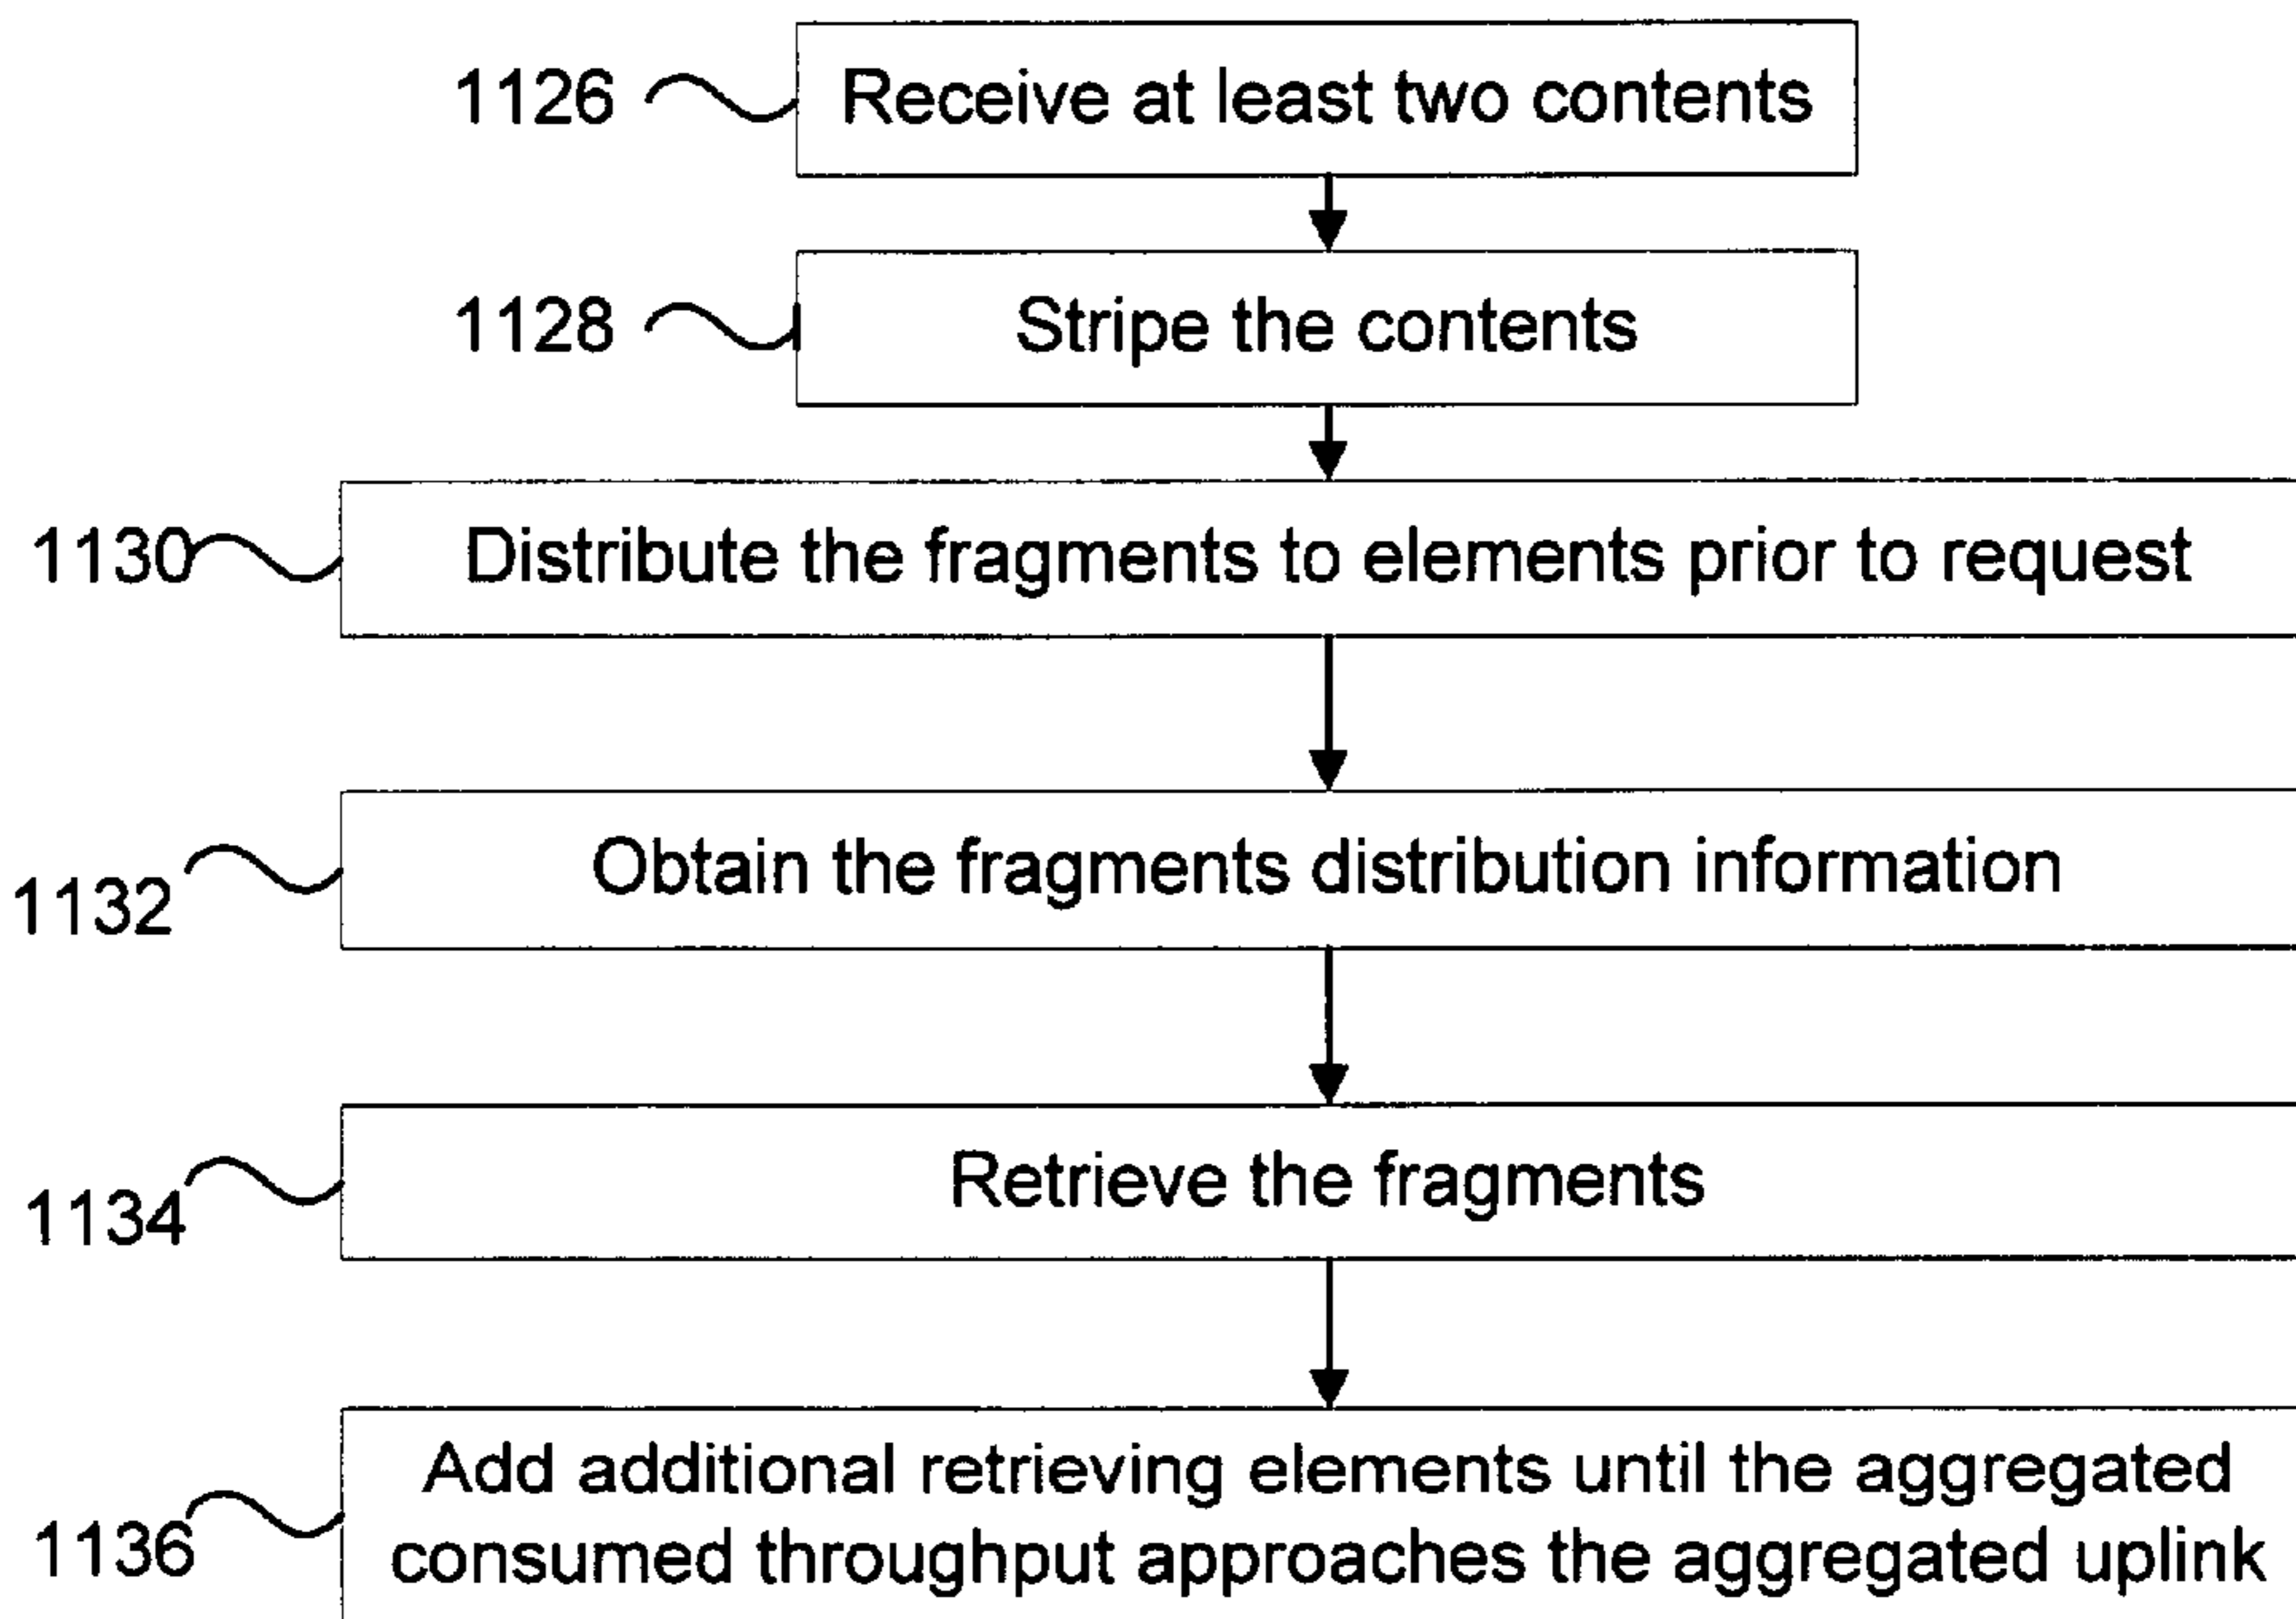 1126 Receive at least two contents
1128 Stripe the contents
1130 Distribute the fragments to elements prior to request
1132 Obtain the fragments distribution information
1134 Retrieve the fragments
1136 Add additional retrieving elements until the aggregated
consumed throughput approaches the aggregated uplink